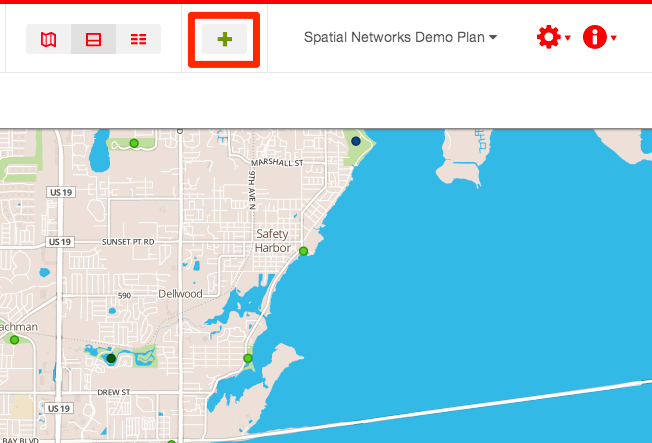 Spatial Networks Demo Plan
MARSHALL ST
9TH AVE N
US 19
Safety
Harbor
US 19
SUNSET PT RD
590
Dellwood
achman
DREW ST
US 19
BAY BLVD